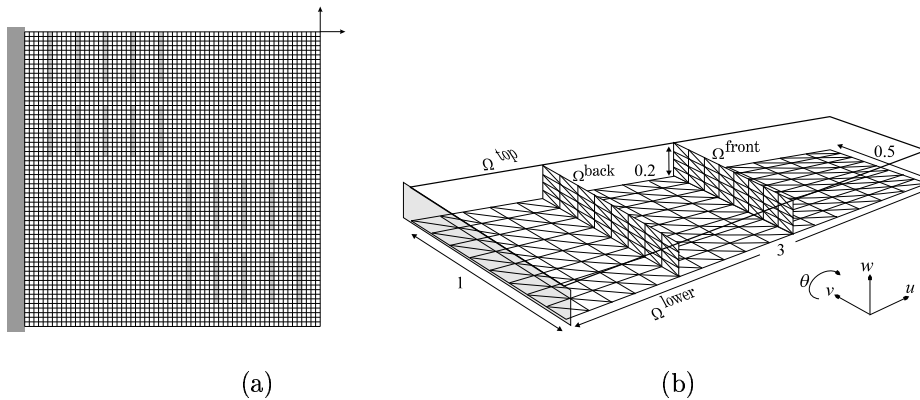 Ω top
Ω back
Ω front
0.2
0.5
1
3
Ω lower
θ
v
w
u
(a)
(b)